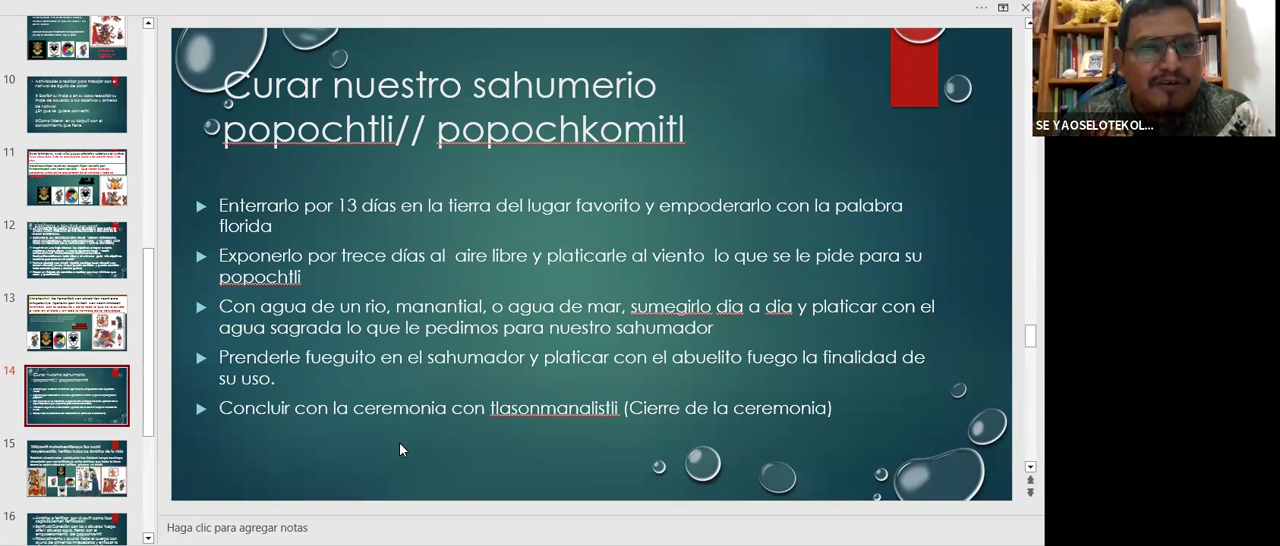 Curar nuestro sahumerio
popochtli// popochkomitl
Enterrarlo por 13 días en la tierra del lugar favorito y empoderarlo con la palabra
florida
Exponerlo por trece días al aire libre y platicarle al viento lo que se le pide para su
popochtli
Con agua de un rio, manantial, o agua de mar, sumegirlo dia a dia y platicar con el
agua sagrada lo que le pedimos para nuestro sahumador
Prenderle fueguito en el sahumador y platicar con el abuelito fuego la finalidad de
su uso.
Concluir con la ceremonia con tlasonmanalistli (Cierre de la ceremonia)
Haga clic para agregar notas
SE YAOSELOTEKOL...
10
11
12
13
14
15
16